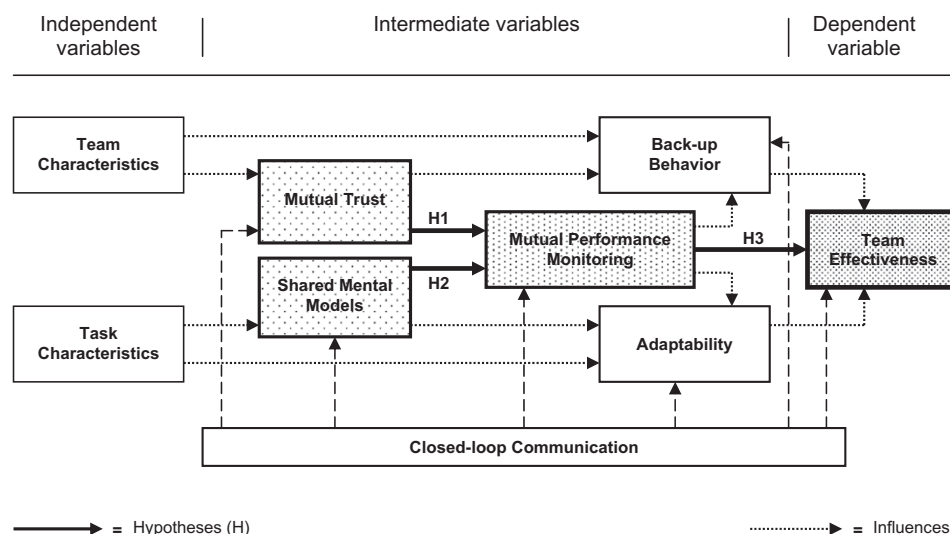 Independent
variables
Intermediate variables
Dependent
variable
Team
Characteristics
Back-up
Behavior
Mutual Trust
H1
Mutual Performance
Monitoring
H3
Team
Effectiveness
Shared Mental
Models
H2
Task
Characteristics
Adaptability
Closed-loop Communication
= Hypotheses (H)
= Influences